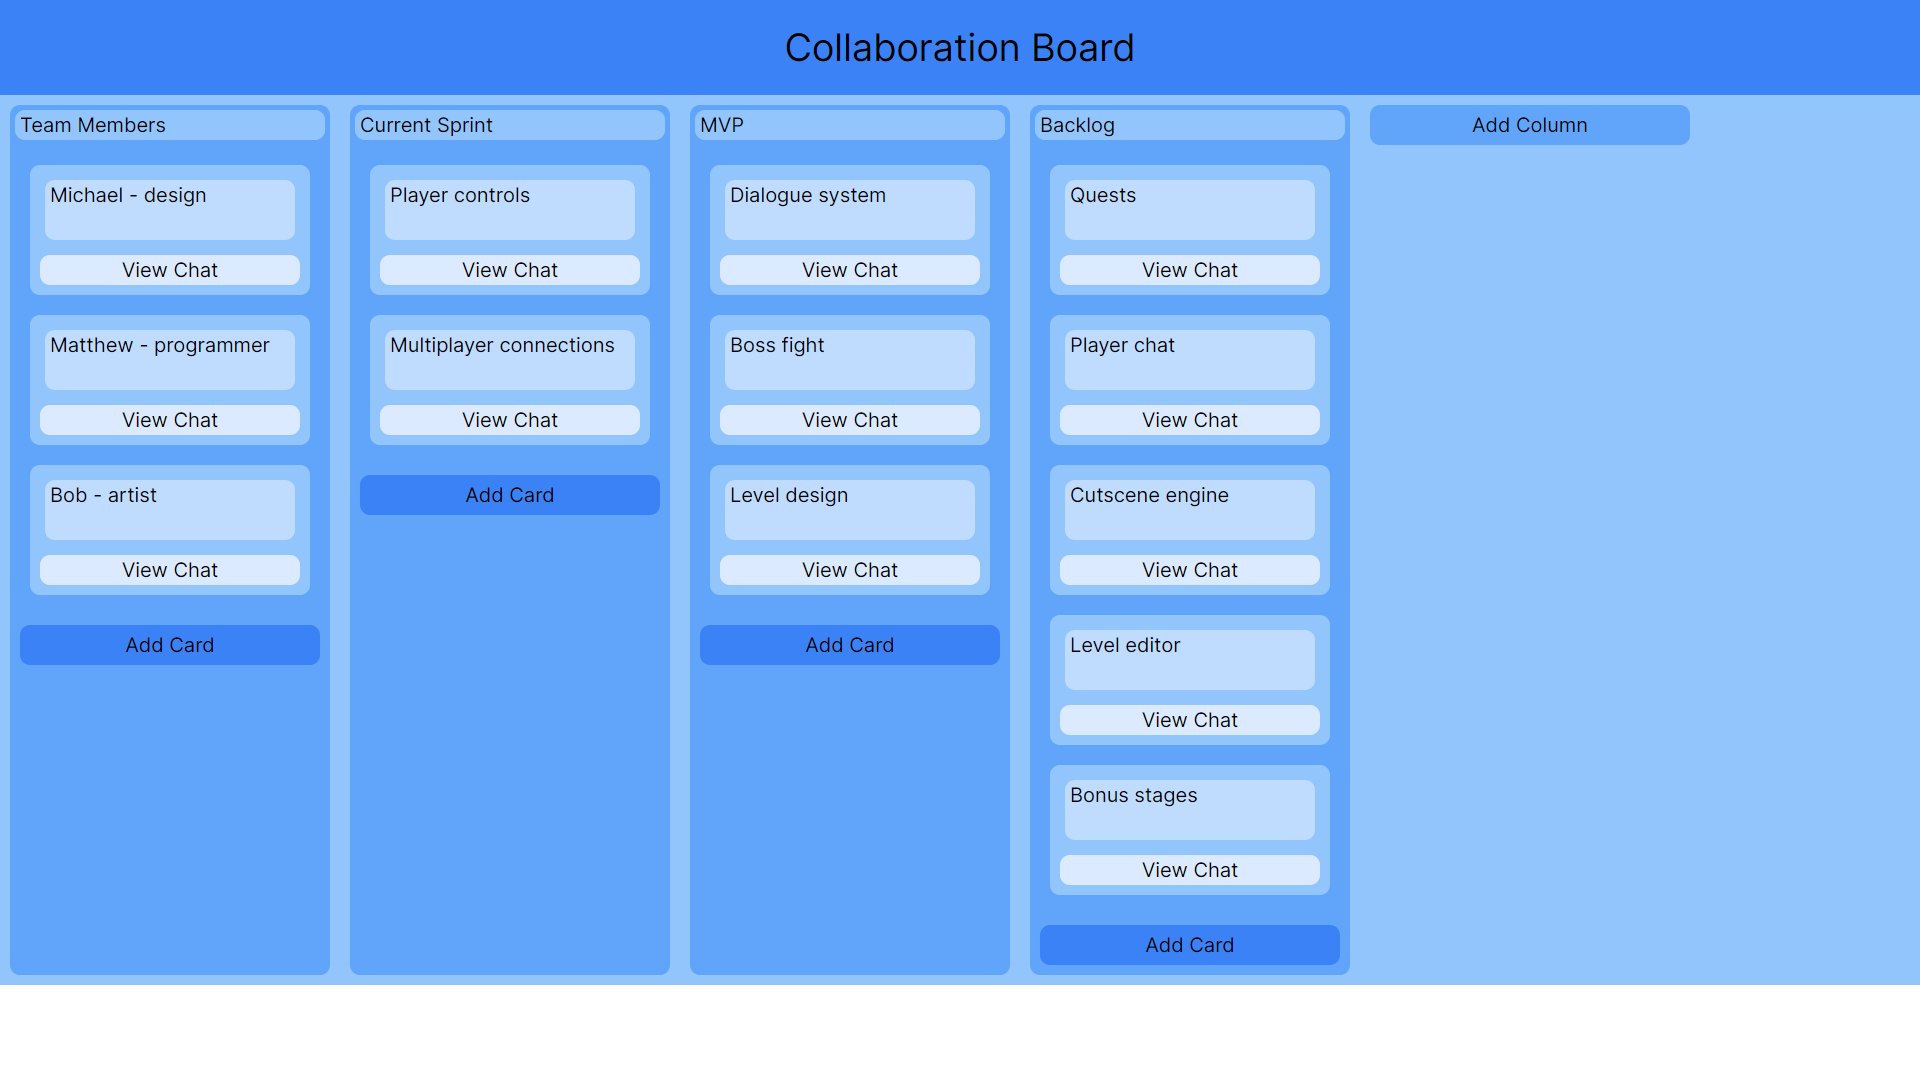 Collaboration Board
Team Members
Michael - design
View Chat
Matthew - programmer
View Chat
Bob - artist
View Chat
Add Card
Current Sprint
Player controls
View Chat
Multiplayer connections
View Chat
Add Card
MVP
Dialogue system
View Chat
Boss fight
View Chat
Level design
View Chat
Add Card
Backlog
Quests
View Chat
Player chat
View Chat
Cutscene engine
View Chat
Level editor
View Chat
Bonus stages
View Chat
Add Card
Add Column